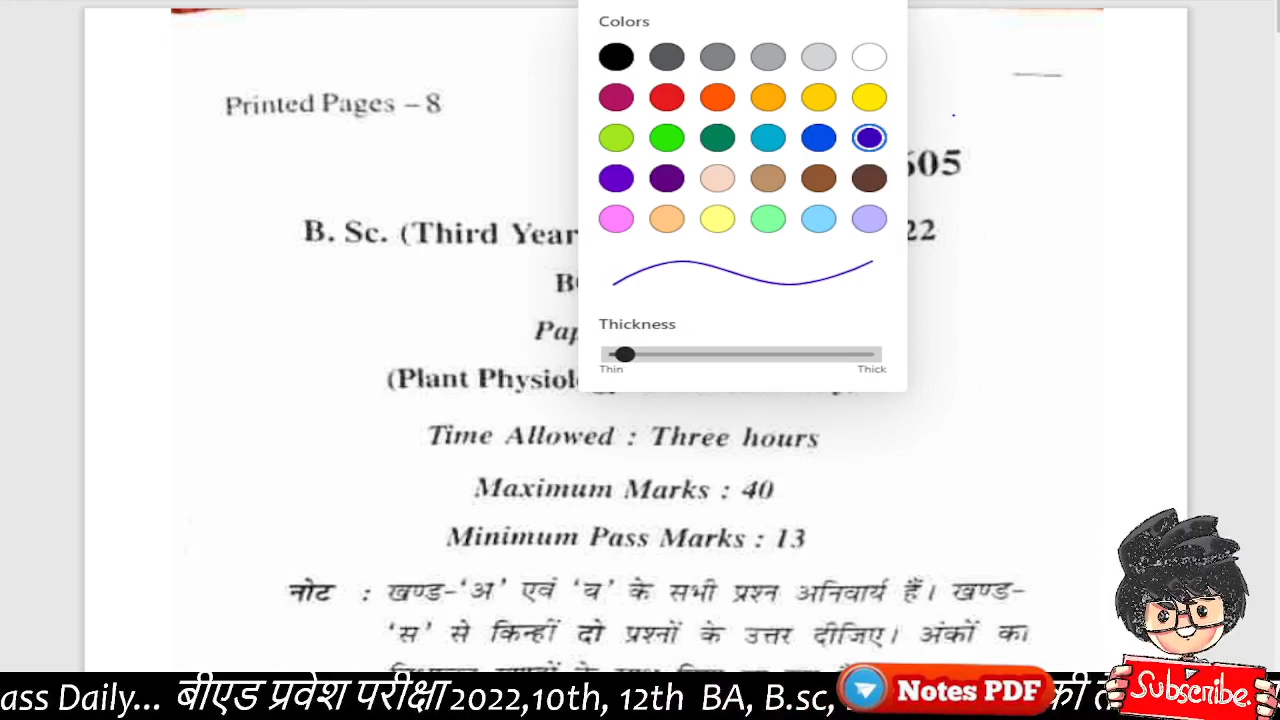 Colors
Printed Pages – 8
605
B. Sc. (Third Year
22
Thickness
Thin
Thick
(Plant Physiol
Time Allowed : Three hours
Maximum Marks : 40
Minimum Pass Marks : 13
नोट : खण्ड-'अ' एवं 'ब' के सभी प्रश्न अनिवार्य हैं। खण्ड-
'स' से किन्हीं दो प्रश्नों के उत्तर दीजिए। अंकों का
ass Daily... बीएड प्रवेश परीक्षा 2022,10th, 12th BA, B.sc,
Notes PDF
की
Subscribe.